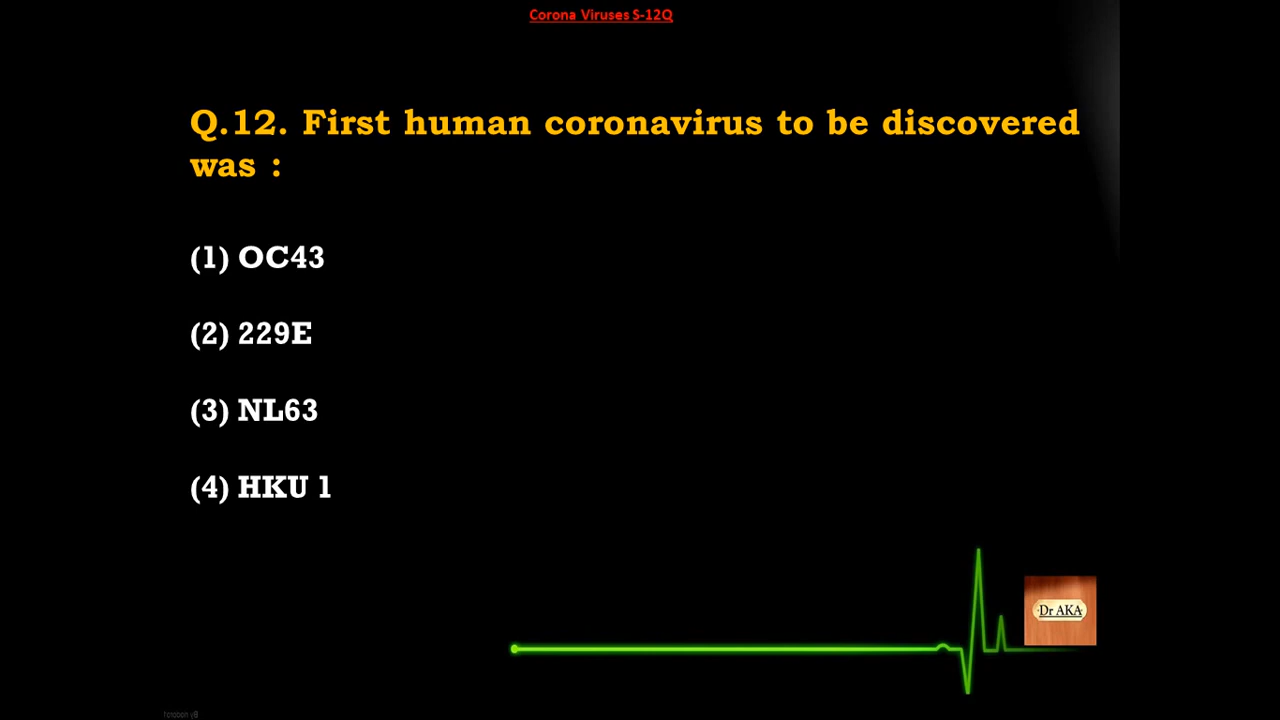 Corona Viruses S-12Q
Q.12. First human coronavirus to be discovered
was :
(1) OC43
(2) 229E
(3) NL63
(4) HKU 1
Dr AKA